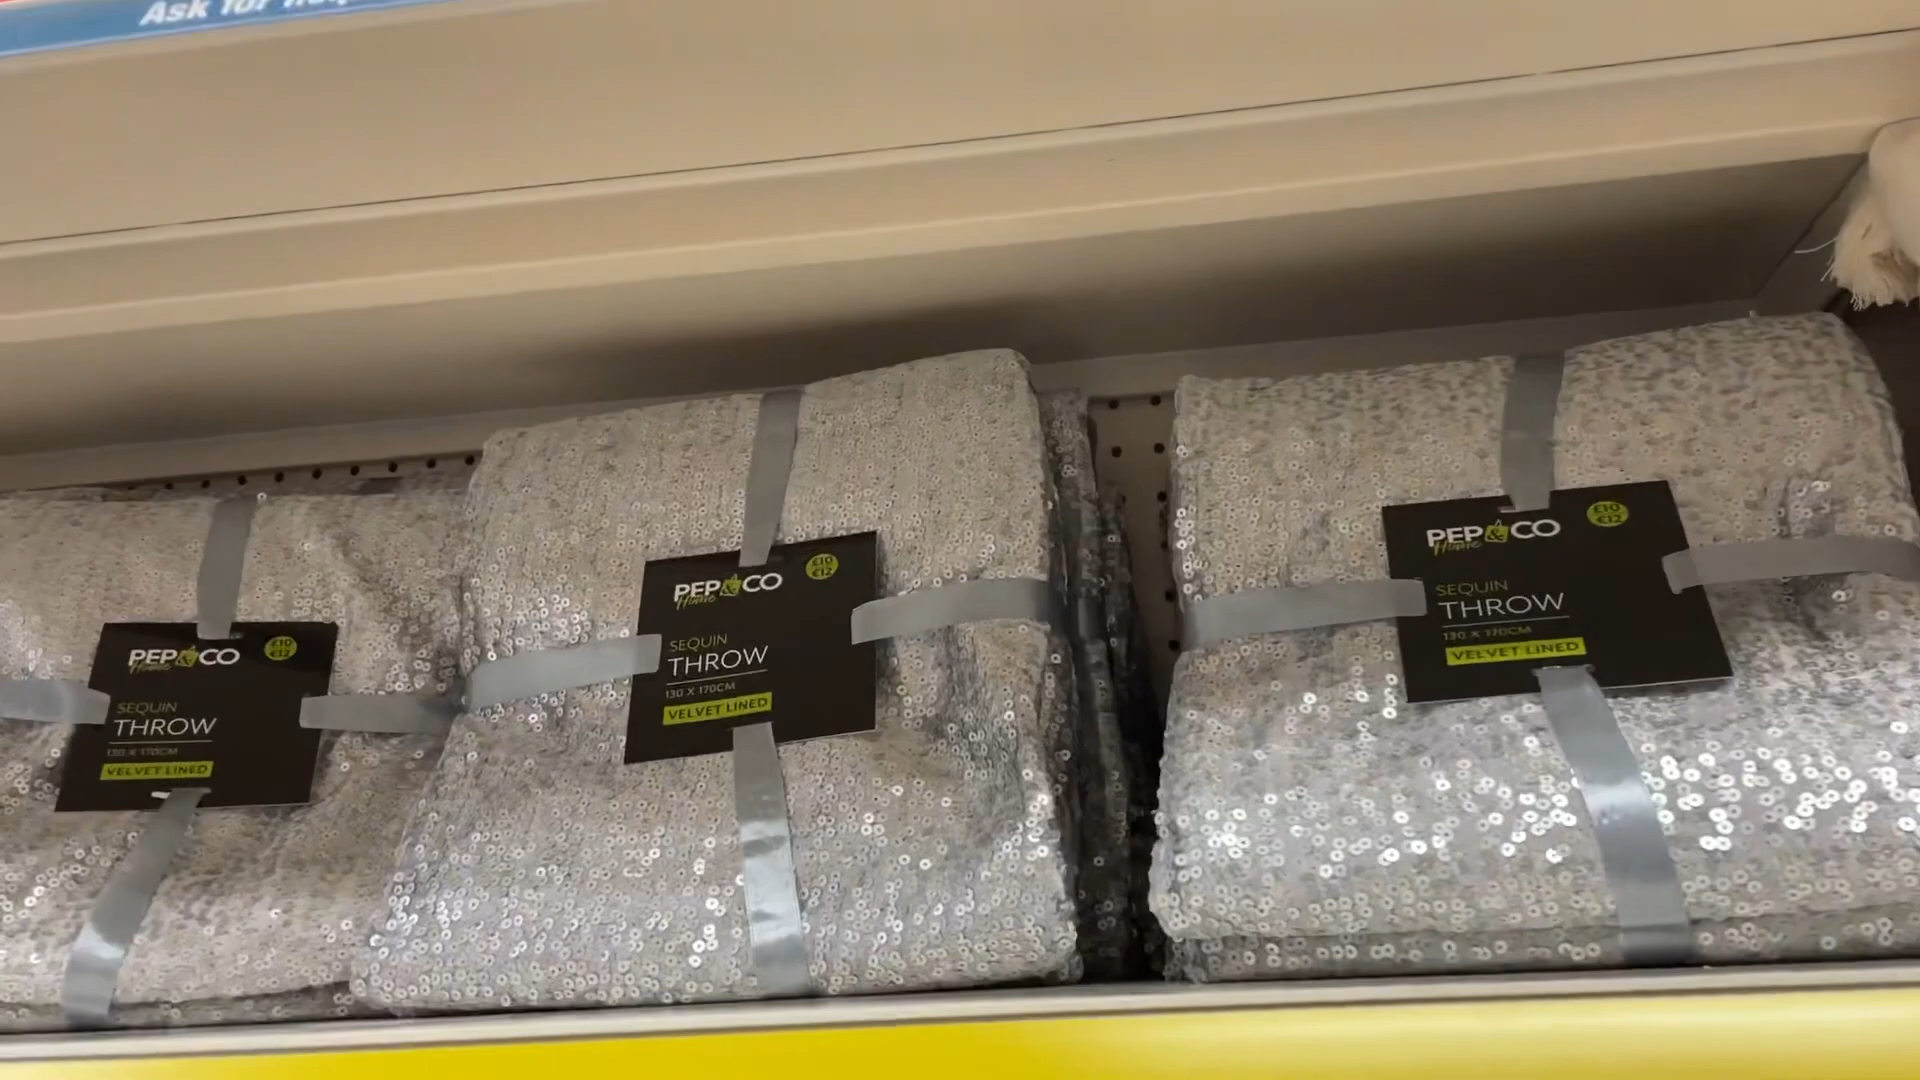 Ask for
PEP&CO
Home
£10
€12
SEQUIN
THROW
130 X 170CM
VELVET LINED
PEP&CO
Home
£10
€12
SEQUIN
THROW
130 X 170CM
VELVET LINED
PEP&CO
Home
£10
€12
SEQUIN
THROW
130 X 170CM
VELVET LINED